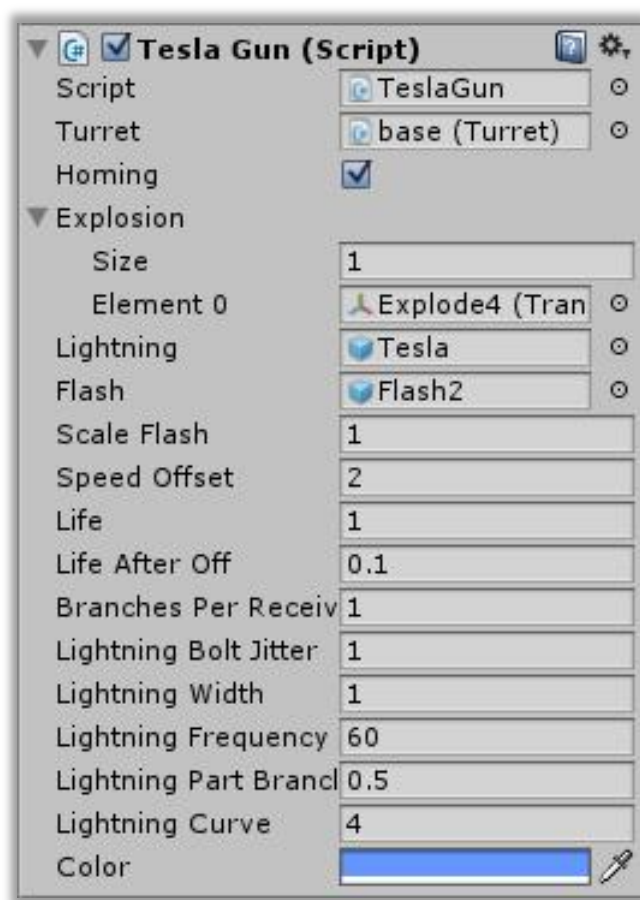 Tesla Gun (Script)
Script TeslaGun
Turret base (Turret)
Homing
Explosion
Size 1
Element 0 Explode4 (Tran
Lightning Tesla
Flash Flash2
Scale Flash 1
Speed Offset 2
Life 1
Life After Off 0.1
Branches Per Receiv 1
Lightning Bolt Jitter 1
Lightning Width 1
Lightning Frequency 60
Lightning Part Branc 0.5
Lightning Curve 4
Color